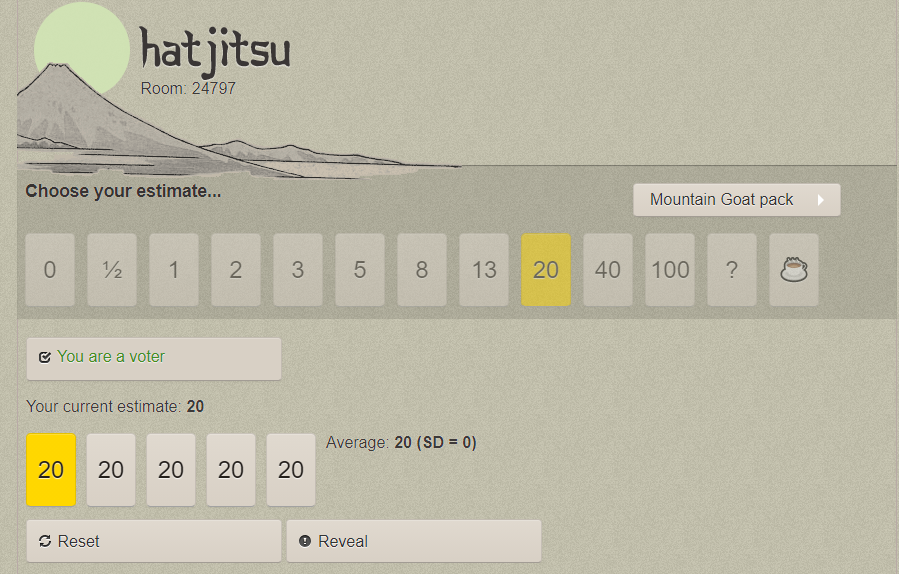 hatjitsu
Room: 24797
Choose your estimate...
Mountain Goat pack
0 ½ 1 2 3 5 8 13 20 40 100 ?
You are a voter
Your current estimate: 20
20 20 20 20 20 Average: 20 (SD = 0)
Reset Reveal